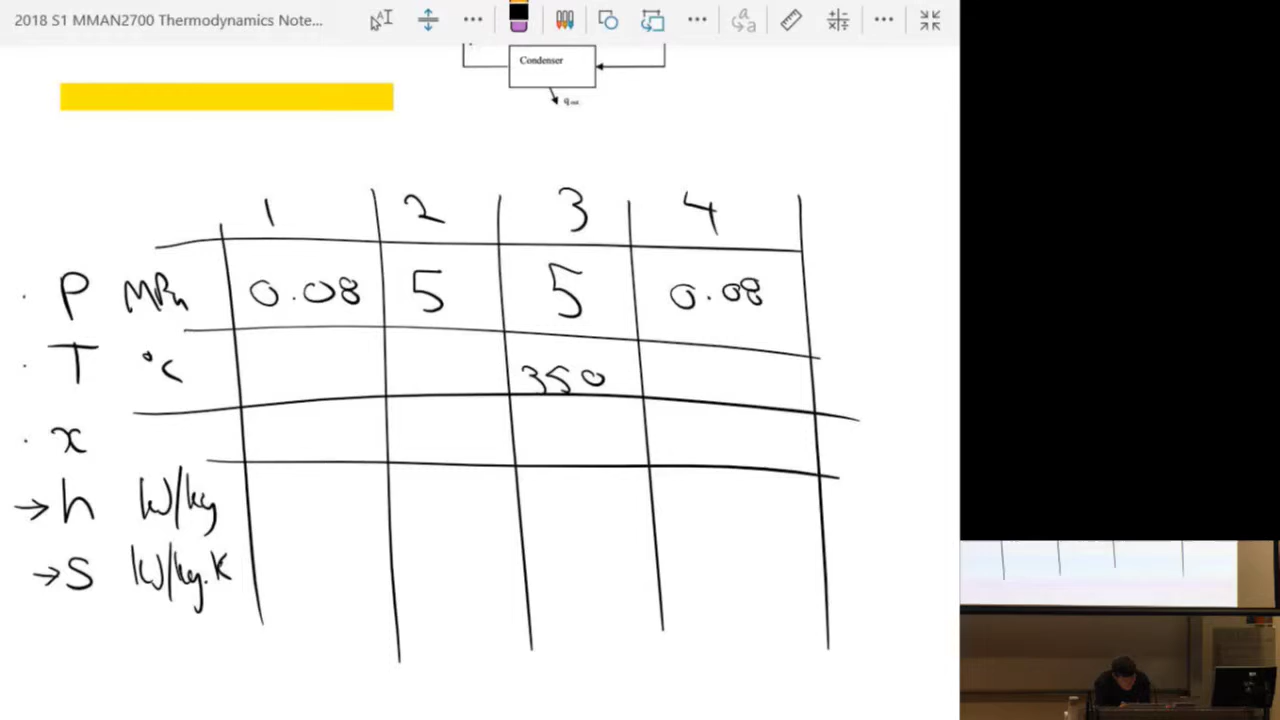 2018 S1 MMAN2700 Thermodynamics Note...
Condenser
q out
1 2 3 4
P MPa 0.08 5 5 0.08
T °C 350
x
→ h kJ/kg
→ s kJ/kg.K